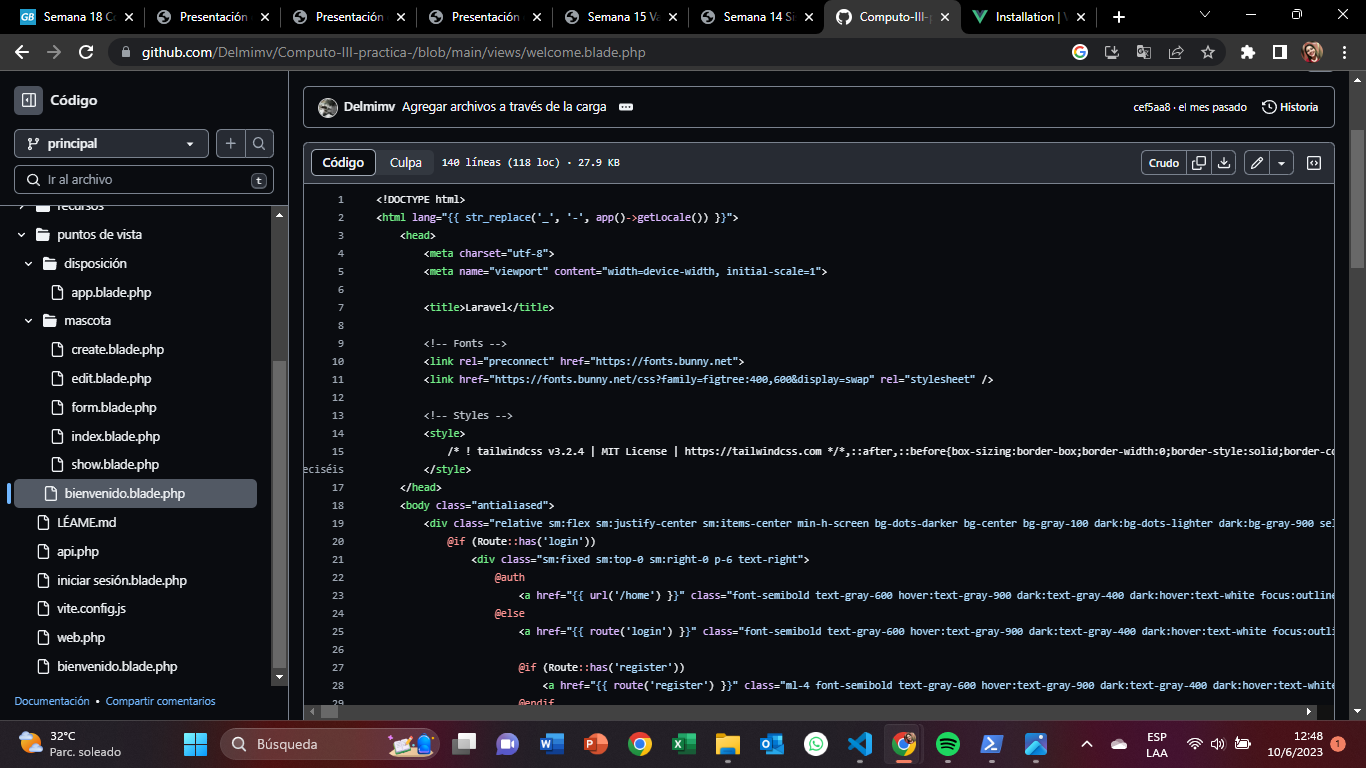 Semana 18 C
Presentación
Presentación
Presentación
Semana 15 Va
Semana 14 Si
Computo-III-p
Installation | V
github.com/Delmimv/Computo-III-practica-/blob/main/views/welcome.blade.php
Código
principal
Ir al archivo
t
recursos
puntos de vista
disposición
app.blade.php
mascota
create.blade.php
edit.blade.php
form.blade.php
index.blade.php
show.blade.php
bienvenido.blade.php
LÉAME.md
api.php
iniciar sesión.blade.php
vite.config.js
web.php
bienvenido.blade.php
Documentación • Compartir comentarios
Delmimv Agregar archivos a través de la carga
cef5aa8 · el mes pasado Historia
Código Culpa 140 líneas (118 loc) · 27.9 KB Crudo
1 <!DOCTYPE html>
2 <html lang="{{ str_replace('_', '-', app()->getLocale()) }}">
3 <head>
4 <meta charset="utf-8">
5 <meta name="viewport" content="width=device-width, initial-scale=1">
6
7 <title>Laravel</title>
8
9 <!-- Fonts -->
10 <link rel="preconnect" href="https://fonts.bunny.net">
11 <link href="https://fonts.bunny.net/css?family=figtree:400,600&display=swap" rel="stylesheet" />
12
13 <!-- Styles -->
14 <style>
15 /* ! tailwindcss v3.2.4 | MIT License | https://tailwindcss.com */*,::after,::before{box-sizing:border-box;border-width:0;border-style:solid;border-co
eciséis </style>
17 </head>
18 <body class="antialiased">
19 <div class="relative sm:flex sm:justify-center sm:items-center min-h-screen bg-dots-darker bg-center bg-gray-100 dark:bg-dots-lighter dark:bg-gray-900 sel
20 @if (Route::has('login'))
21 <div class="sm:fixed sm:top-0 sm:right-0 p-6 text-right">
22 @auth
23 <a href="{{ url('/home') }}" class="font-semibold text-gray-600 hover:text-gray-900 dark:text-gray-400 dark:hover:text-white focus:outline
24 @else
25 <a href="{{ route('login') }}" class="font-semibold text-gray-600 hover:text-gray-900 dark:text-gray-400 dark:hover:text-white focus:outli
26
27 @if (Route::has('register'))
28 <a href="{{ route('register') }}" class="ml-4 font-semibold text-gray-600 hover:text-gray-900 dark:text-gray-400 dark:hover:text-white
29 @endif
32°C
Parc. soleado
Búsqueda
ESP
LAA
12:48
10/6/2023
1